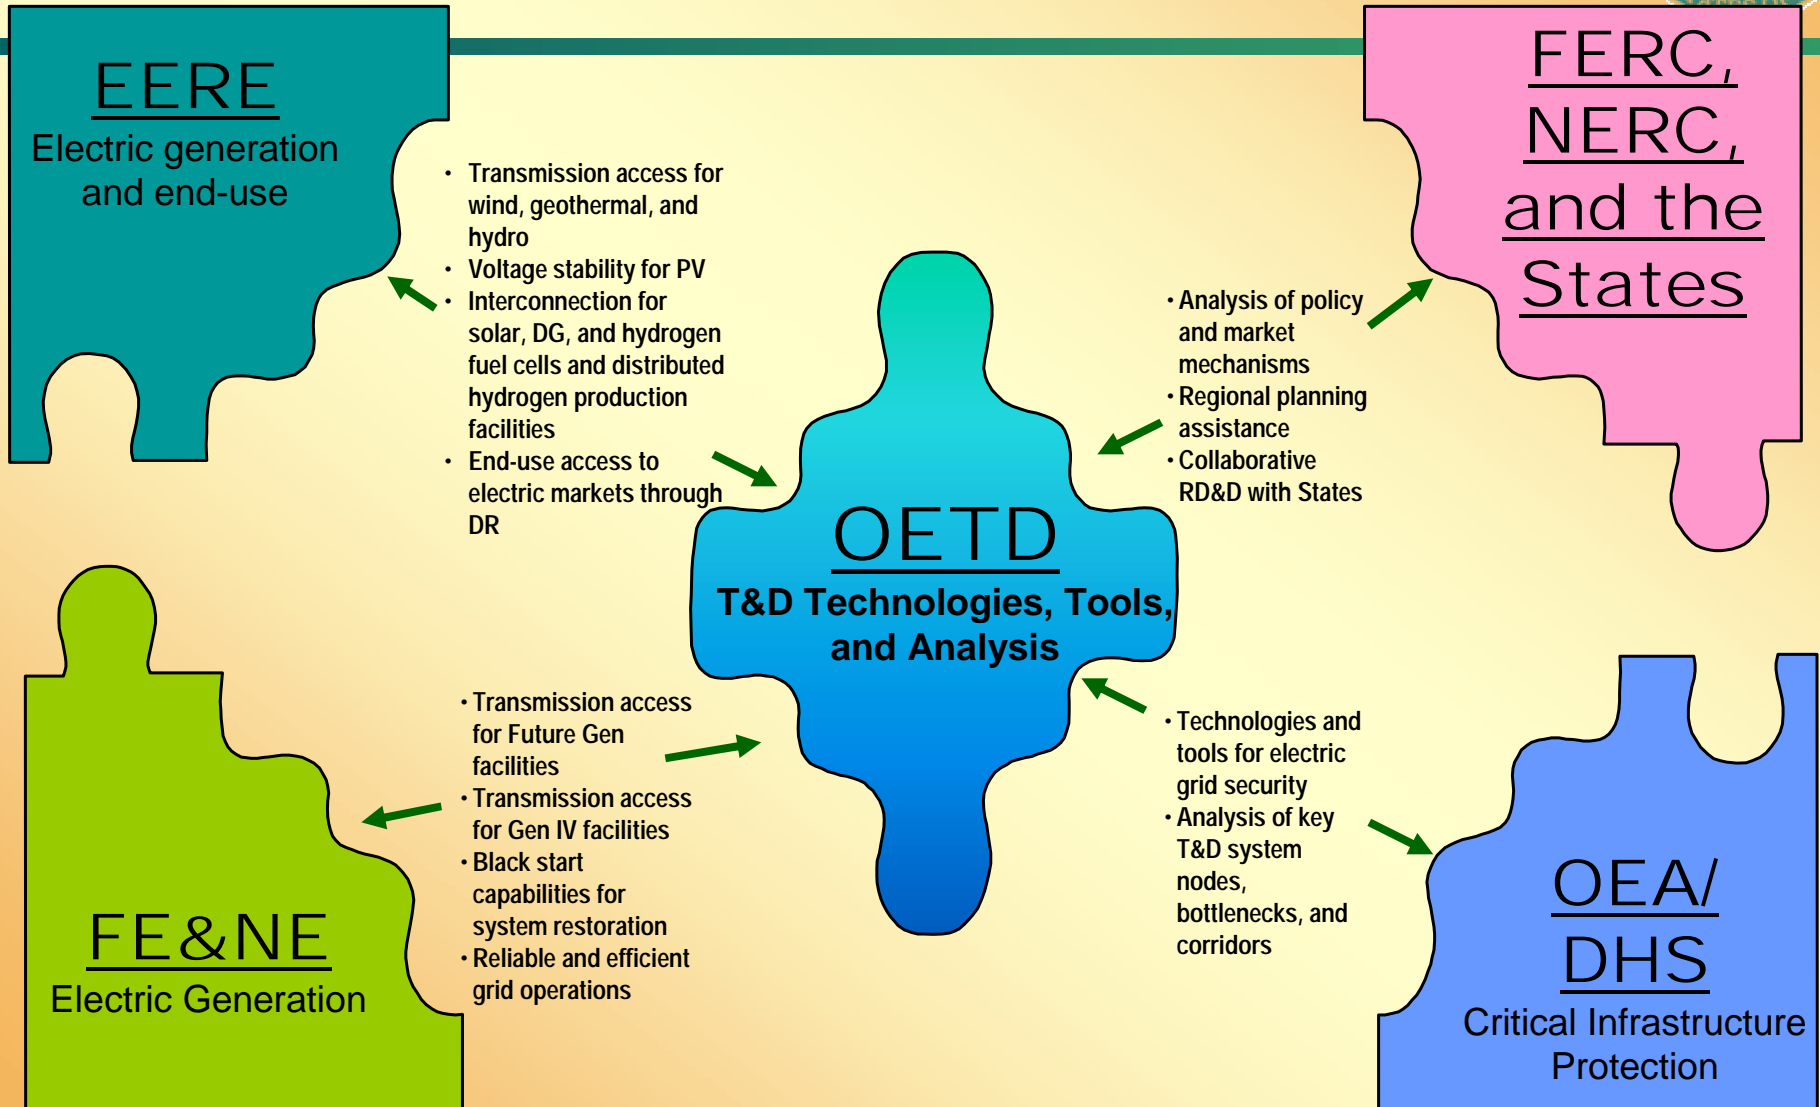 EERE
Electric generation
and end-use
• Transmission access for
wind, geothermal, and
hydro
• Voltage stability for PV
• Interconnection for
solar, DG, and hydrogen
fuel cells and distributed
hydrogen production
facilities
• End-use access to
electric markets through
DR
FERC,
NERC,
and the
States
• Analysis of policy
and market
mechanisms
• Regional planning
assistance
• Collaborative
RD&D with States
OETD
T&D Technologies, Tools,
and Analysis
FE&NE
Electric Generation
• Transmission access
for Future Gen
facilities
• Transmission access
for Gen IV facilities
• Black start
capabilities for
system restoration
• Reliable and efficient
grid operations
• Technologies and
tools for electric
grid security
• Analysis of key
T&D system
nodes,
bottlenecks, and
corridors
OEA/
DHS
Critical Infrastructure
Protection